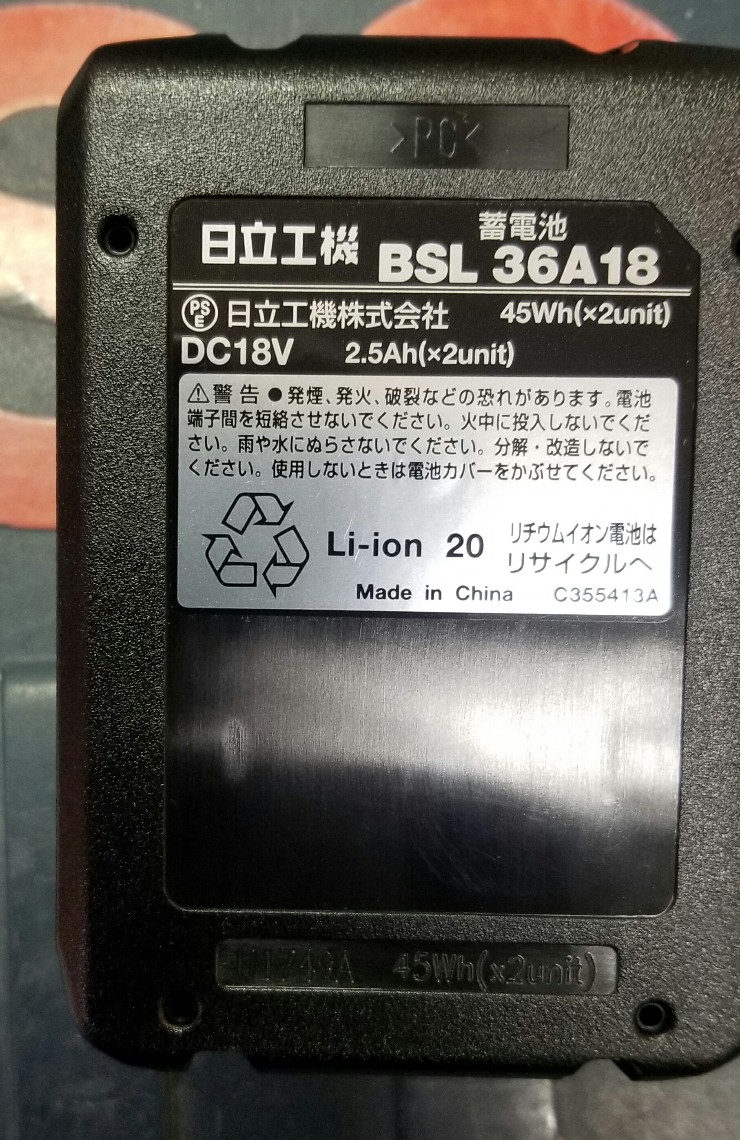 >PC<
日立工機 蓄電池
BSL 36A18
PSE 日立工機株式会社 45Wh(×2unit)
DC18V 2.5Ah(×2unit)
⚠警告 ●発煙、発火、破裂などの恐れがあります。電池
端子間を短絡させないでください。火中に投入しないでくだ
さい。雨や水にぬらさないでください。分解・改造しないで
ください。使用しないときは電池カバーをかぶせてください。
Li-ion 20 リチウムイオン電池は
リサイクルへ
Made in China C355413A
45Wh(x2unit)